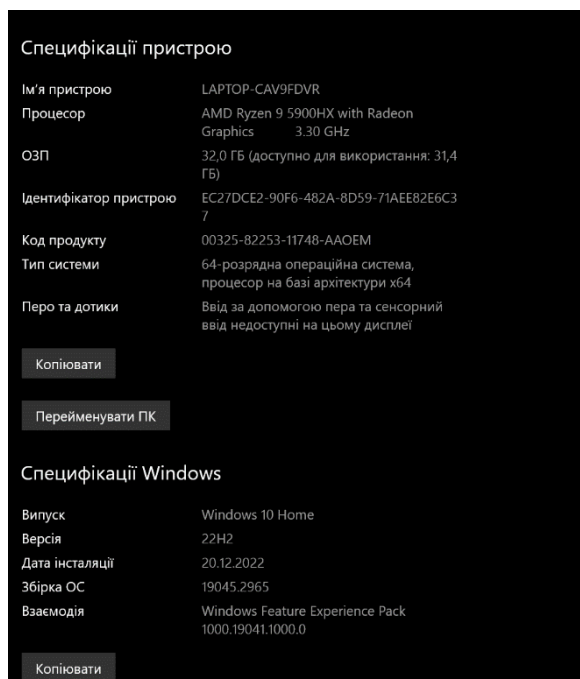 Специфікації пристрою
Ім'я пристрою LAPTOP-CAV9FDVR
Процесор AMD Ryzen 9 5900HX with Radeon
Graphics 3.30 GHz
ОЗП 32,0 ГБ (доступно для використання: 31,4
ГБ)
Ідентифікатор пристрою EC27DCE2-90F6-482A-8D59-71AEE82E6C3
7
Код продукту 00325-82253-11748-AAOEM
Тип системи 64-розрядна операційна система,
процесор на базі архітектури x64
Перо та дотики Ввід за допомогою пера та сенсорний
ввід недоступні на цьому дисплеї
Копіювати
Перейменувати ПК
Специфікації Windows
Випуск Windows 10 Home
Версія 22H2
Дата інсталяції 20.12.2022
Збірка ОС 19045.2965
Взаємодія Windows Feature Experience Pack
1000.19041.1000.0
Копіювати